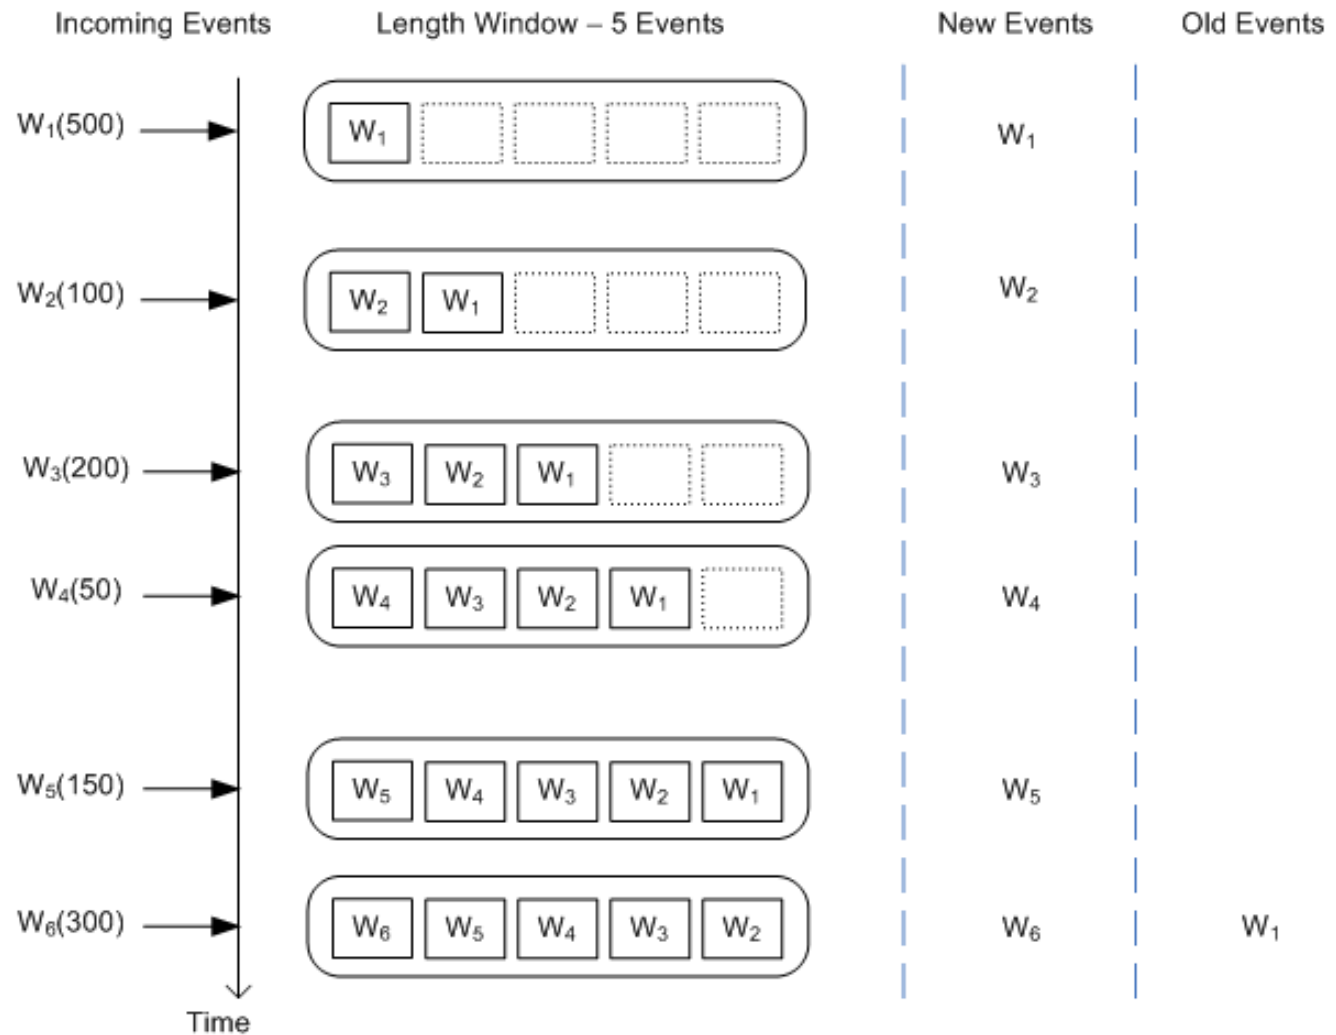 Incoming Events Length Window – 5 Events New Events Old Events
W₁(500) W₁ W₁
W₂(100) W₂ W₁ W₂
W₃(200) W₃ W₂ W₁ W₃
W₄(50) W₄ W₃ W₂ W₁ W₄
W₅(150) W₅ W₄ W₃ W₂ W₁ W₅
W₆(300) W₆ W₅ W₄ W₃ W₂ W₆ W₁
Time